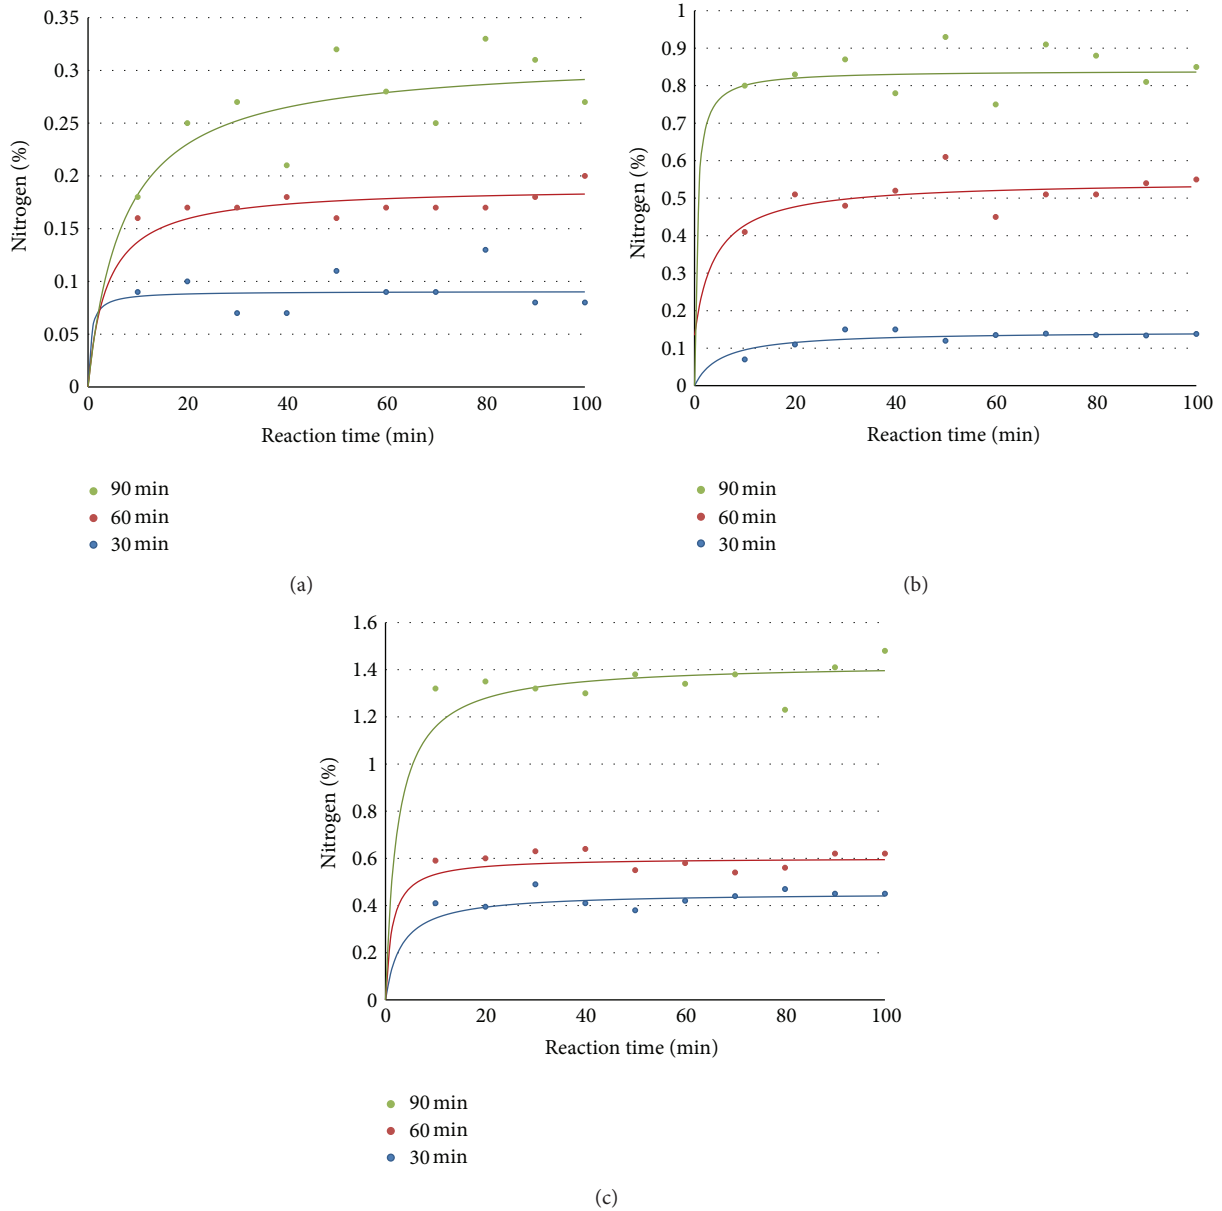 0.35
0.3
0.25
0.2
0.15
0.1
0.05
0
Nitrogen (%)
0 20 40 60 80 100
Reaction time (min)
90 min
60 min
30 min
(a)
1
0.9
0.8
0.7
0.6
0.5
0.4
0.3
0.2
0.1
0
Nitrogen (%)
0 20 40 60 80 100
Reaction time (min)
90 min
60 min
30 min
(b)
1.6
1.4
1.2
1
0.8
0.6
0.4
0.2
0
Nitrogen (%)
0 20 40 60 80 100
Reaction time (min)
90 min
60 min
30 min
(c)